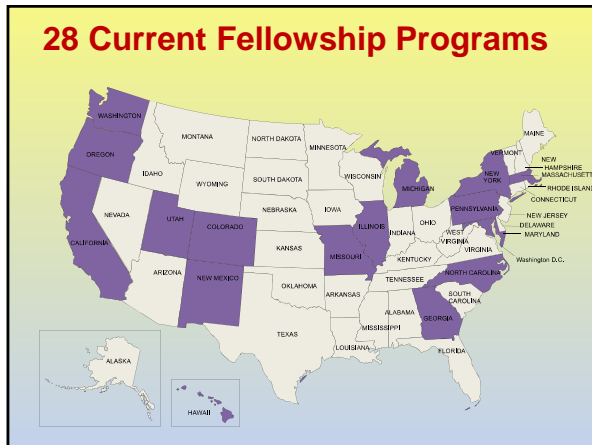 28 Current Fellowship Programs
WASHINGTON
OREGON
CALIFORNIA
NEVADA
IDAHO
MONTANA
WYOMING
UTAH
COLORADO
ARIZONA
NEW MEXICO
NORTH DAKOTA
SOUTH DAKOTA
NEBRASKA
KANSAS
OKLAHOMA
TEXAS
MINNESOTA
IOWA
MISSOURI
ARKANSAS
LOUISIANA
WISCONSIN
ILLINOIS
MICHIGAN
INDIANA
OHIO
KENTUCKY
TENNESSEE
MISSISSIPPI
ALABAMA
GEORGIA
FLORIDA
SOUTH
CAROLINA
NORTH CAROLINA
VIRGINIA
WEST
VIRGINIA
PENNSYLVANIA
NEW
YORK
VERMONT
MAINE
NEW
HAMPSHIRE
MASSACHUSETT
RHODE ISLAND
CONNECTICUT
NEW JERSEY
DELAWARE
MARYLAND
Washington D.C.
ALASKA
HAWAII